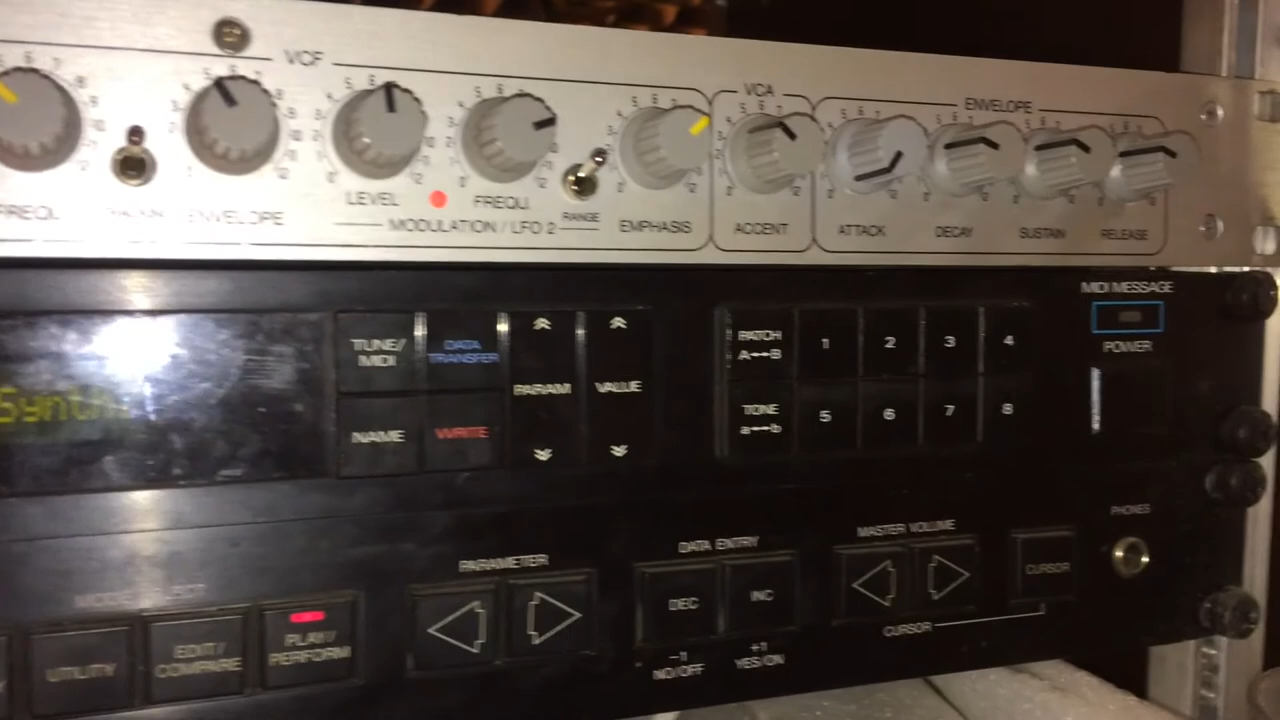 VCF
VCA
ENVELOPE
ENVELOPE
LEVEL
FREQU.
RANGE
MODULATION / LFO 2
EMPHASIS
ACCENT
ATTACK
DECAY
SUSTAIN
RELEASE
MIDI MESSAGE
POWER
TUNE/
MIDI
DATA
TRANSFER
PARAM
VALUE
NAME
WRITE
PATCH
A↔B
1
2
3
4
TONE
a↔b
5
6
7
8
PHONES
PARAMETER
DATA ENTRY
MASTER VOLUME
UTILITY
EDIT/
COMPARE
PLAY/
PERFORM
DEC
INC
CURSOR
CURSOR
-1
NO/OFF
+1
YES/ON